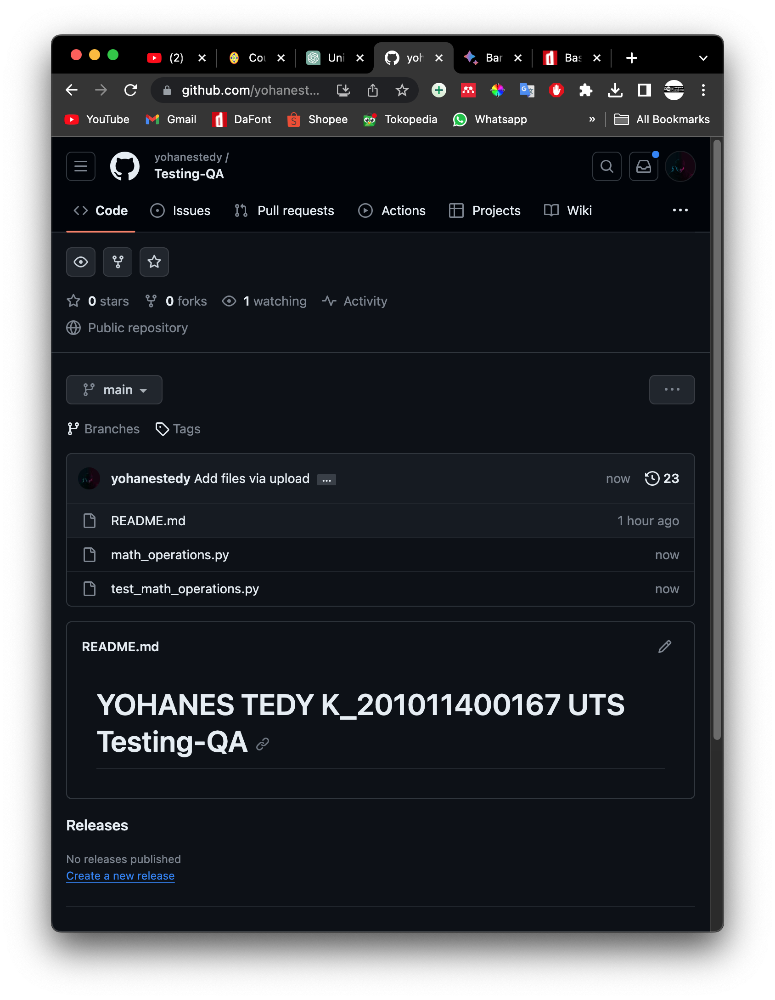 (2) Cou Uni yoh Bar Bas
github.com/yohanest...
YouTube Gmail DaFont Shopee Tokopedia Whatsapp » All Bookmarks
yohanestedy /
Testing-QA
Code Issues Pull requests Actions Projects Wiki
0 stars 0 forks 1 watching Activity
Public repository
main
Branches Tags
yohanestedy Add files via upload ... now 23
README.md 1 hour ago
math_operations.py now
test_math_operations.py now
README.md
YOHANES TEDY K_201011400167 UTS
Testing-QA
Releases
No releases published
Create a new release